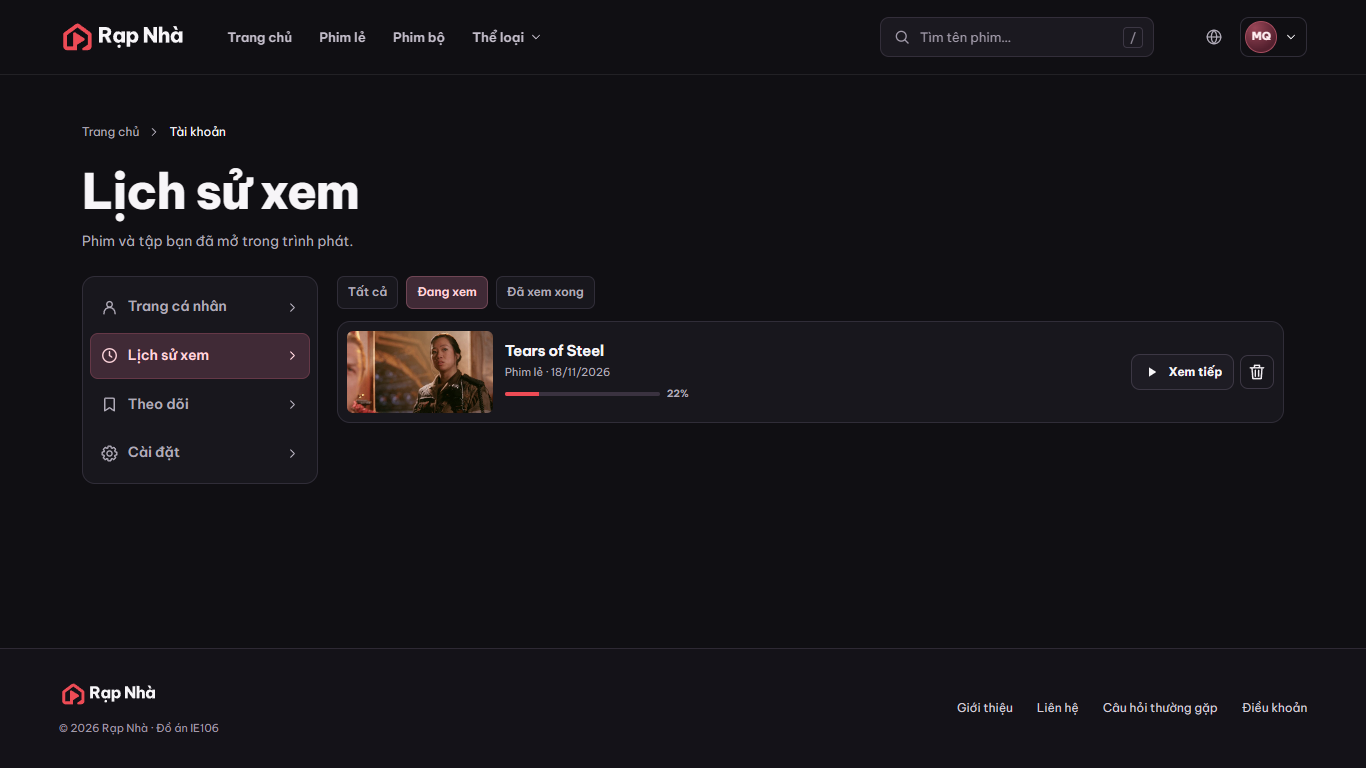 Rạp Nhà
Trang chủ
Phim lẻ
Phim bộ
Thể loại
Tìm tên phim...
/
MQ
Trang chủ
Tài khoản
Lịch sử xem
Phim và tập bạn đã mở trong trình phát.
Trang cá nhân
Lịch sử xem
Theo dõi
Cài đặt
Tất cả
Đang xem
Đã xem xong
Tears of Steel
Phim lẻ · 18/11/2026
22%
Xem tiếp
Rạp Nhà
© 2026 Rạp Nhà · Đồ án IE106
Giới thiệu
Liên hệ
Câu hỏi thường gặp
Điều khoản